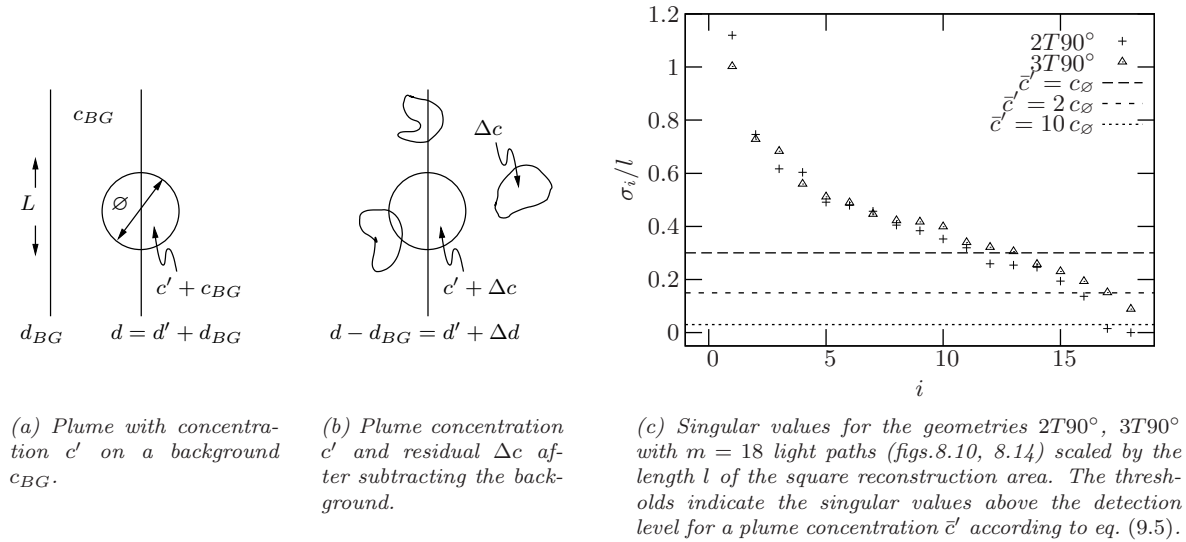 c_BG
L
∅
c′ + c_BG
d_BG
d = d′ + d_BG
(a) Plume with concentra-
tion c′ on a background
c_BG.
Δc
c′ + Δc
d − d_BG = d′ + Δd
(b) Plume concentration
c′ and residual Δc af-
ter subtracting the back-
ground.
1.2
1
0.8
0.6
0.4
0.2
0
σ_i/l
0 5 10 15
i
2T90°
3T90°
c̄′ = c_∅
c̄′ = 2 c_∅
c̄′ = 10 c_∅
(c) Singular values for the geometries 2T90°, 3T90°
with m = 18 light paths (figs.8.10, 8.14) scaled by the
length l of the square reconstruction area. The thresh-
olds indicate the singular values above the detection
level for a plume concentration c̄′ according to eq. (9.5).